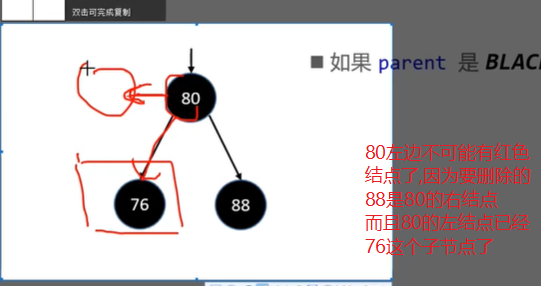 双击可完成复制
■ 如果 parent 是 BLAC
80
76
88
80左边不可能有红色
结点了,因为要删除的
88是80的右结点
而且80的左结点已经
76这个子节点了